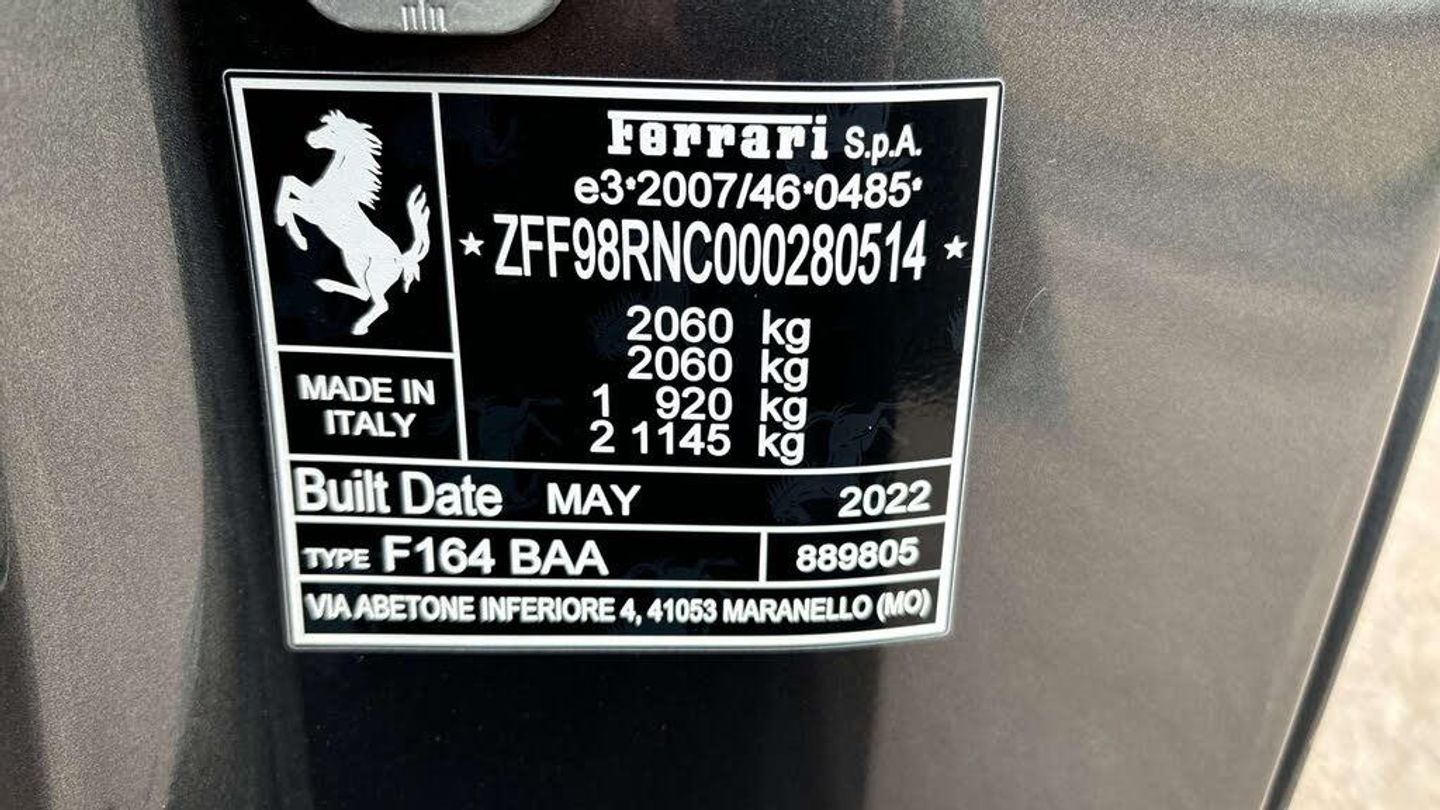 Ferrari S.p.A.
e3*2007/46*0485*
★ ZFF98RNC000280514 ★
2060 kg
2060 kg
1 920 kg
2 1145 kg
MADE IN
ITALY
Built Date MAY 2022
TYPE F164 BAA 889805
VIA ABETONE INFERIORE 4, 41053 MARANELLO (MO)